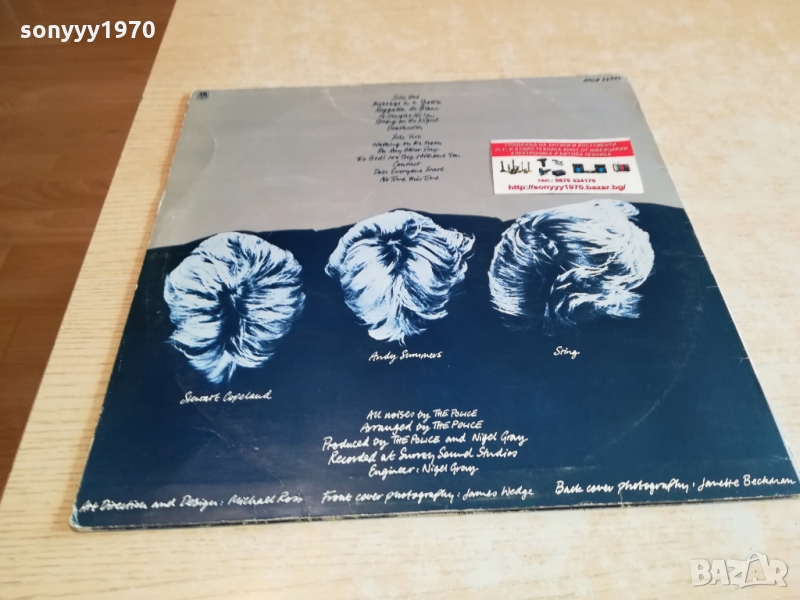 sonyyy1970
Side One
Message in a Bottle
Reggatta de Blanc
It's Alright for You
Bring on the Night
Deathwish
Side Two
Walking on the Moon
On Any Other Day
The Bed's too Big Without You
Contact
Does Everyone Stare
No Time this Time
http://sonyyy1970.bazar.bg/
Stewart Copeland
Andy Summers
Sting
All noises by THE POLICE
Arranged by THE POLICE
Produced by THE POLICE and Nigel Gray
Recorded at Surrey Sound Studios
Engineer: Nigel Gray
Art Direction and Design: Michael Ross Front cover photography: James Wedge Back cover photography: Janette Beckman
BAZAR